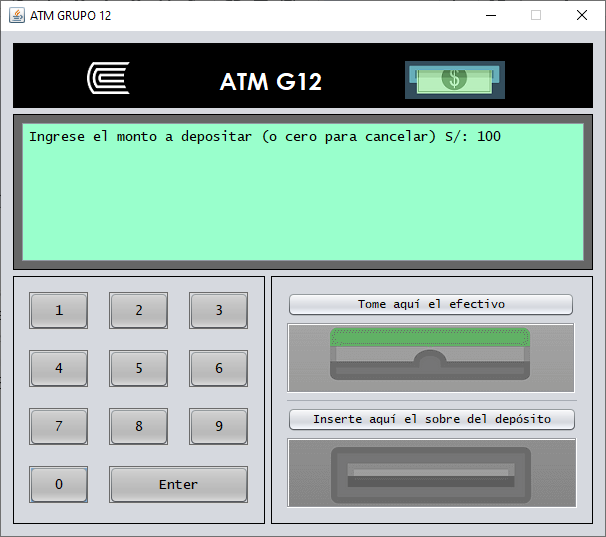 ATM GRUPO 12
ATM G12
$
Ingrese el monto a depositar (o cero para cancelar) S/: 100
1 2 3
4 5 6
7 8 9
0 Enter
Tome aquí el efectivo
Inserte aquí el sobre del depósito